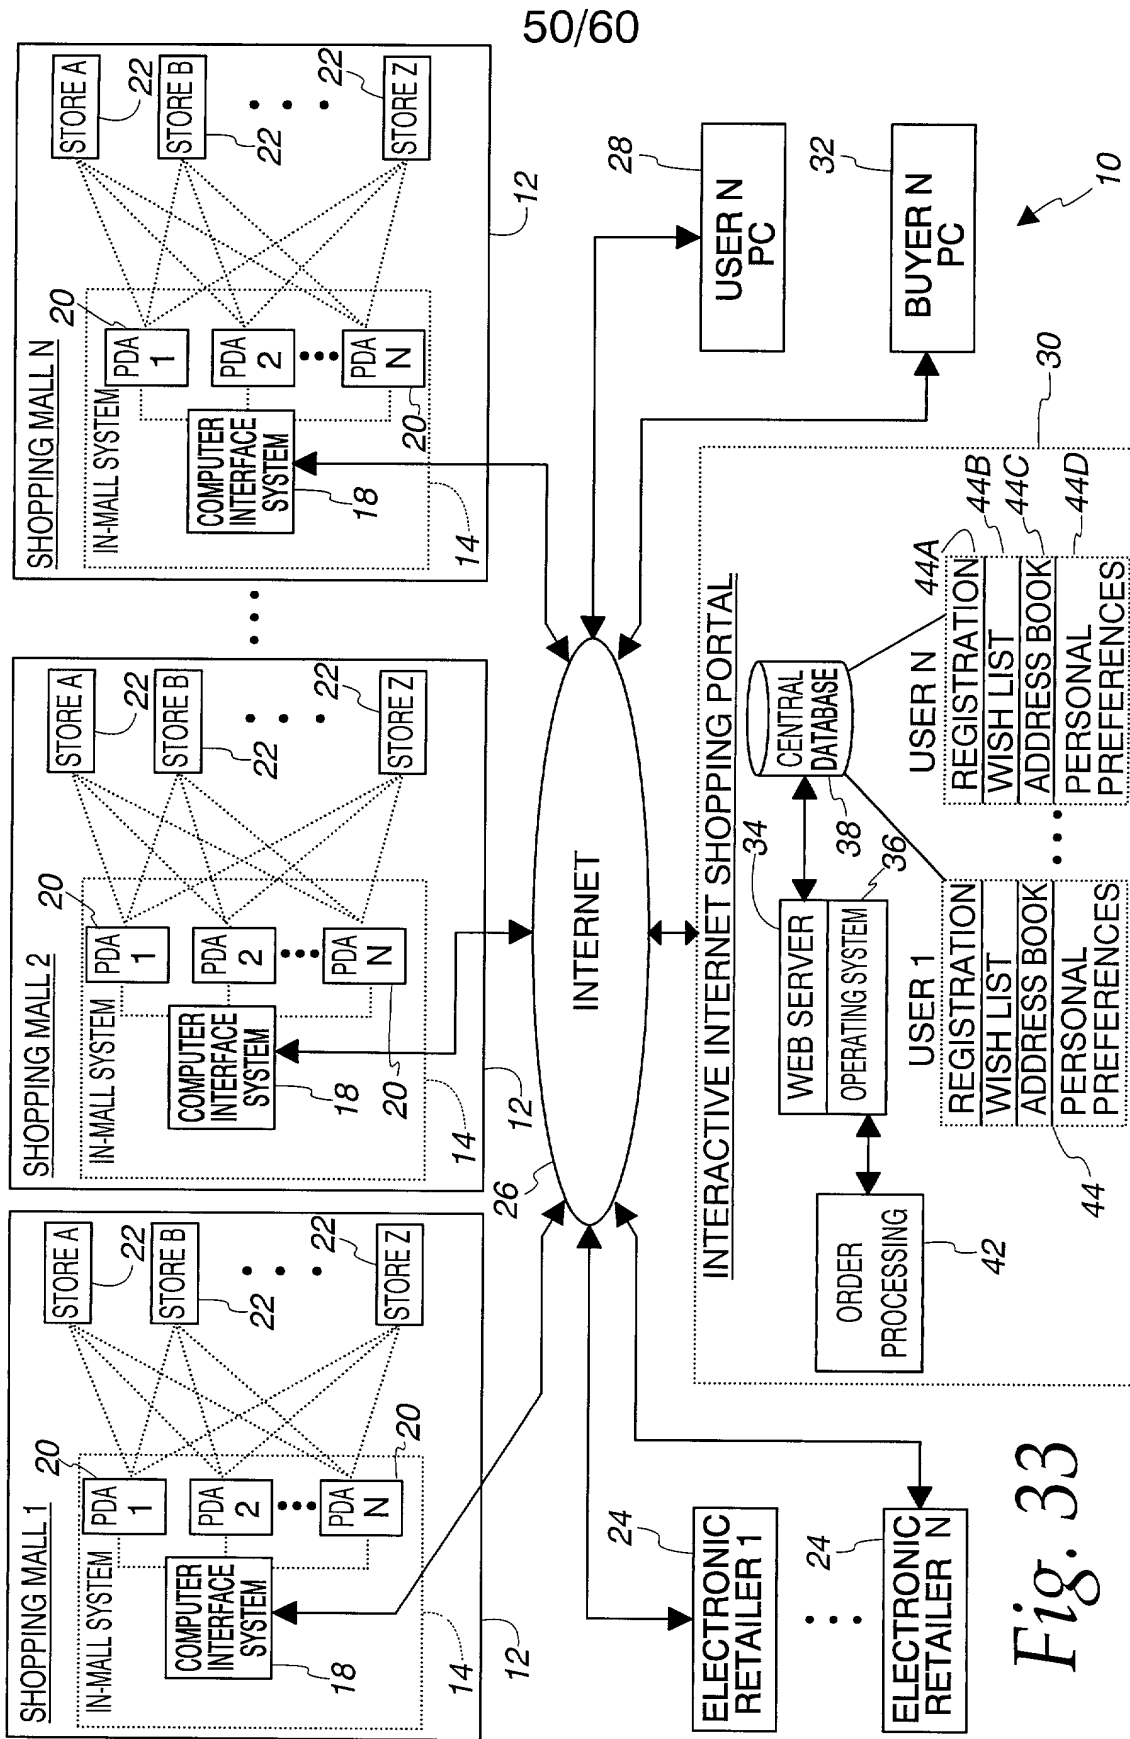 50/60
SHOPPING MALL 1
IN-MALL SYSTEM
COMPUTER
INTERFACE
SYSTEM
18
PDA
1
20
PDA
2
PDA
N
20
14
12
STORE A
22
STORE B
22
STORE Z
22
SHOPPING MALL 2
IN-MALL SYSTEM
COMPUTER
INTERFACE
SYSTEM
18
PDA
1
20
PDA
2
PDA
N
20
14
12
STORE A
22
STORE B
22
STORE Z
22
SHOPPING MALL N
IN-MALL SYSTEM
COMPUTER
INTERFACE
SYSTEM
18
PDA
1
20
PDA
2
PDA
N
20
14
12
STORE A
22
STORE B
22
STORE Z
22
26
INTERNET
ELECTRONIC
RETAILER 1
24
ELECTRONIC
RETAILER N
24
USER N
PC
28
BUYER N
PC
32
10
INTERACTIVE INTERNET SHOPPING PORTAL
30
ORDER
PROCESSING
42
WEB SERVER
34
OPERATING SYSTEM
36
CENTRAL
DATABASE
38
USER 1
REGISTRATION
WISH LIST
ADDRESS BOOK
PERSONAL
PREFERENCES
44
USER N
REGISTRATION
44A
WISH LIST
44B
ADDRESS BOOK
44C
PERSONAL
PREFERENCES
44D
Fig. 33